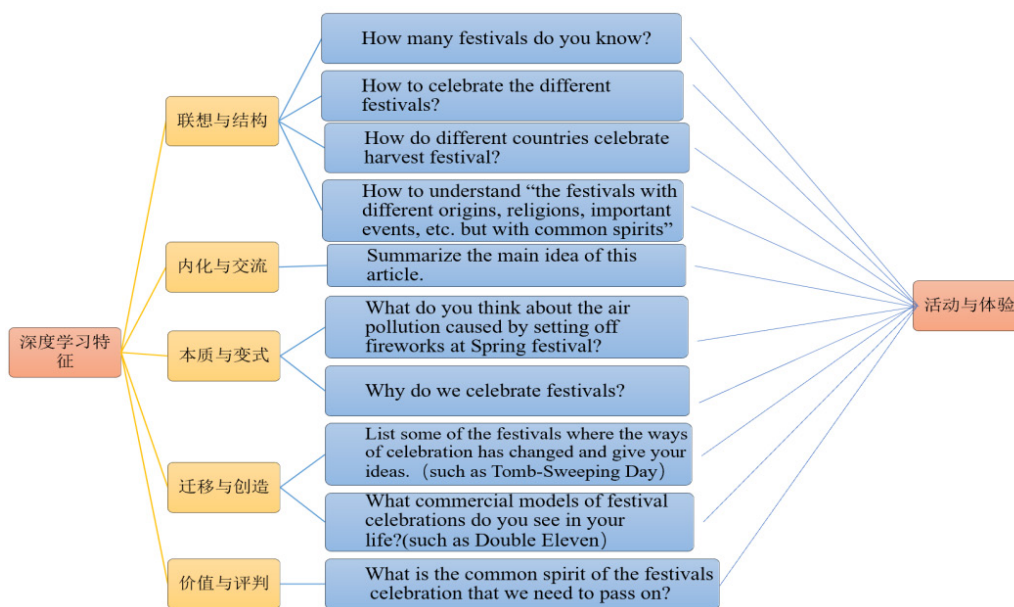 How many festivals do you know?
How to celebrate the different
festivals?
联想与结构
How do different countries celebrate
harvest festival?
How to understand “the festivals with
different origins, religions, important
events, etc. but with common spirits”
内化与交流
Summarize the main idea of this
article.
活动与体验
深度学习特
征
What do you think about the air
pollution caused by setting off
fireworks at Spring festival?
本质与变式
Why do we celebrate festivals?
List some of the festivals where the ways
of celebration has changed and give your
ideas.（such as Tomb-Sweeping Day）
迁移与创造
What commercial models of festival
celebrations do you see in your
life?(such as Double Eleven）
价值与评判
What is the common spirit of the festivals
celebration that we need to pass on?